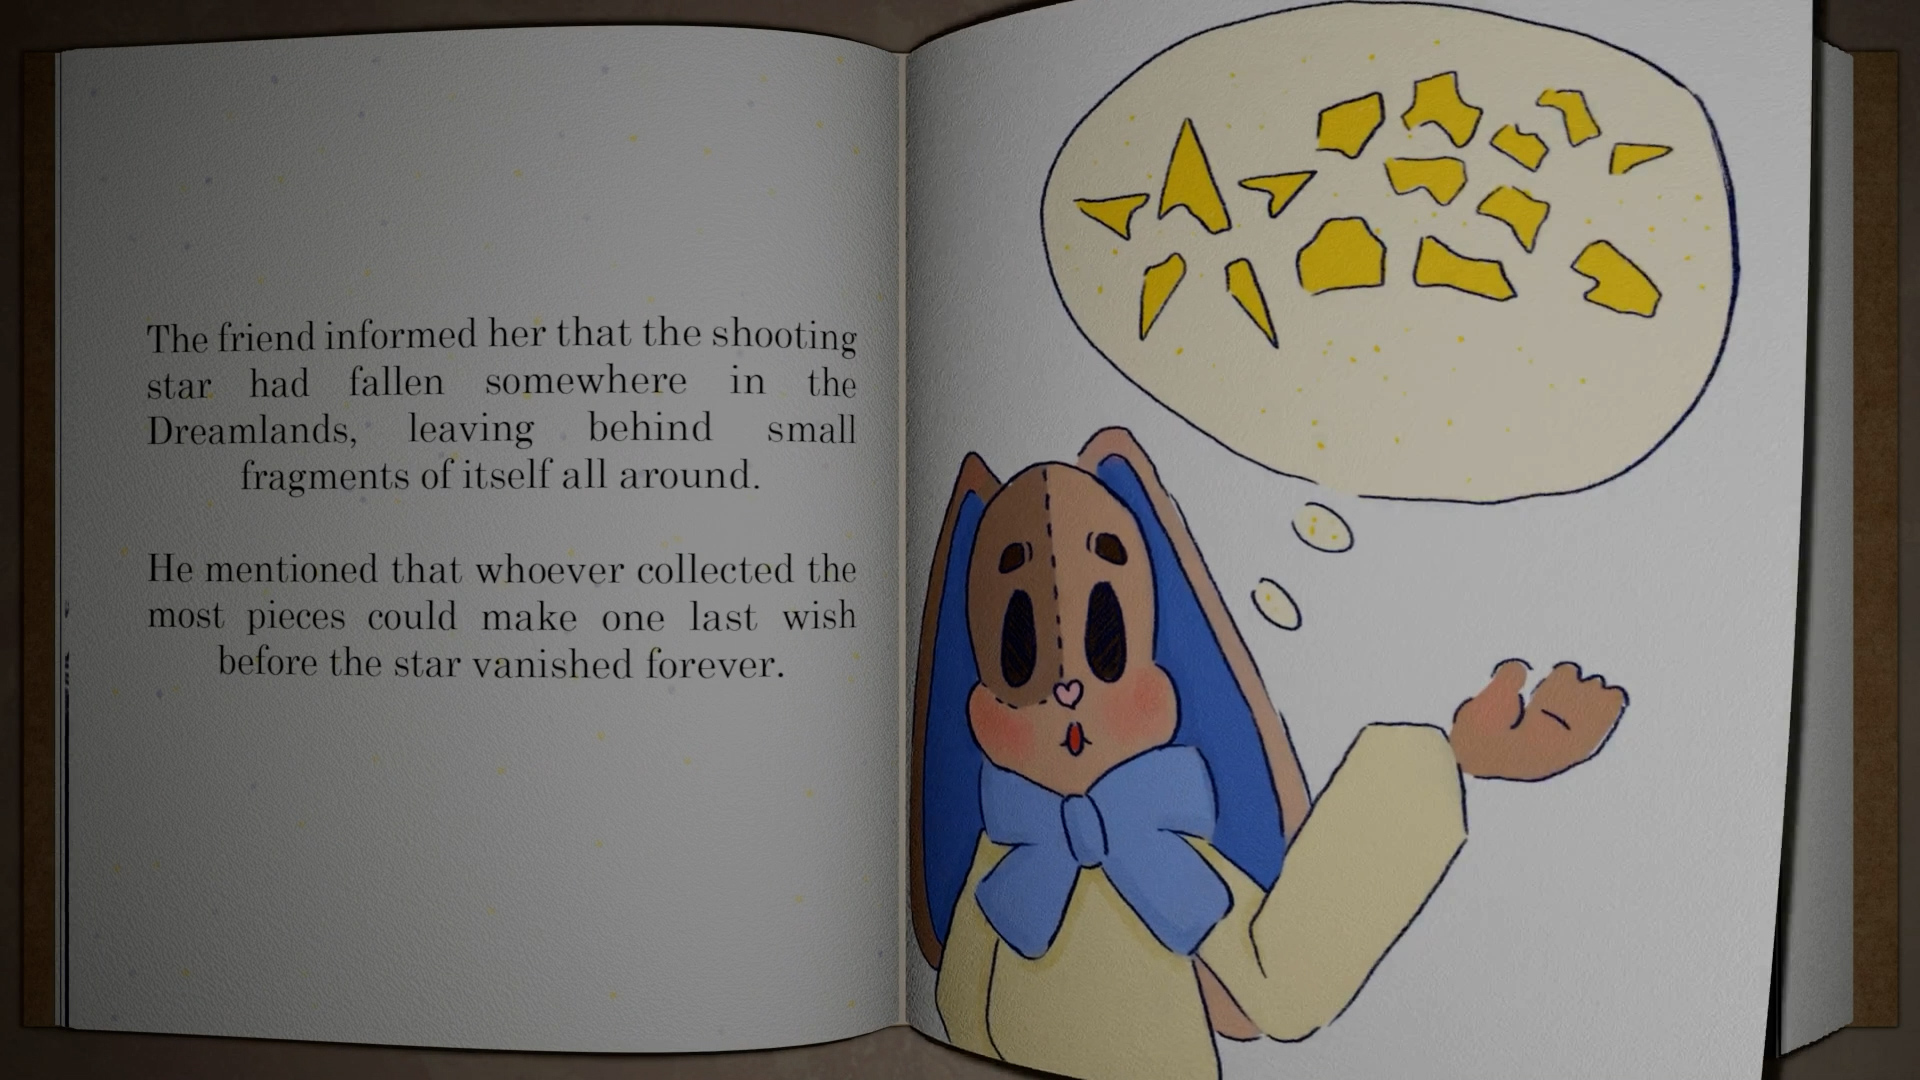 The friend informed her that the shooting
star had fallen somewhere in the
Dreamlands, leaving behind small
fragments of itself all around.
He mentioned that whoever collected the
most pieces could make one last wish
before the star vanished forever.